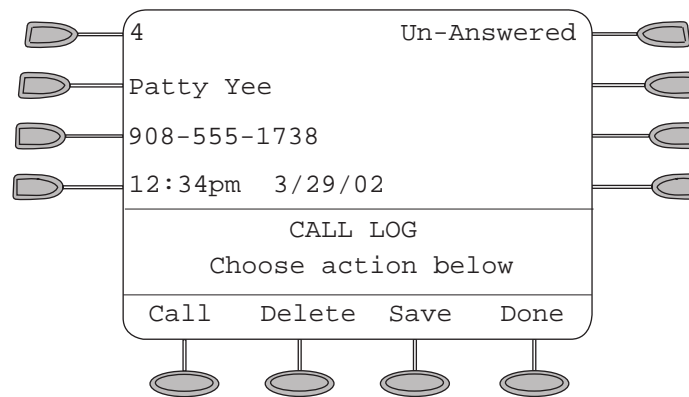 4 Un-Answered
Patty Yee
908-555-1738
12:34pm 3/29/02
CALL LOG
Choose action below
Call Delete Save Done